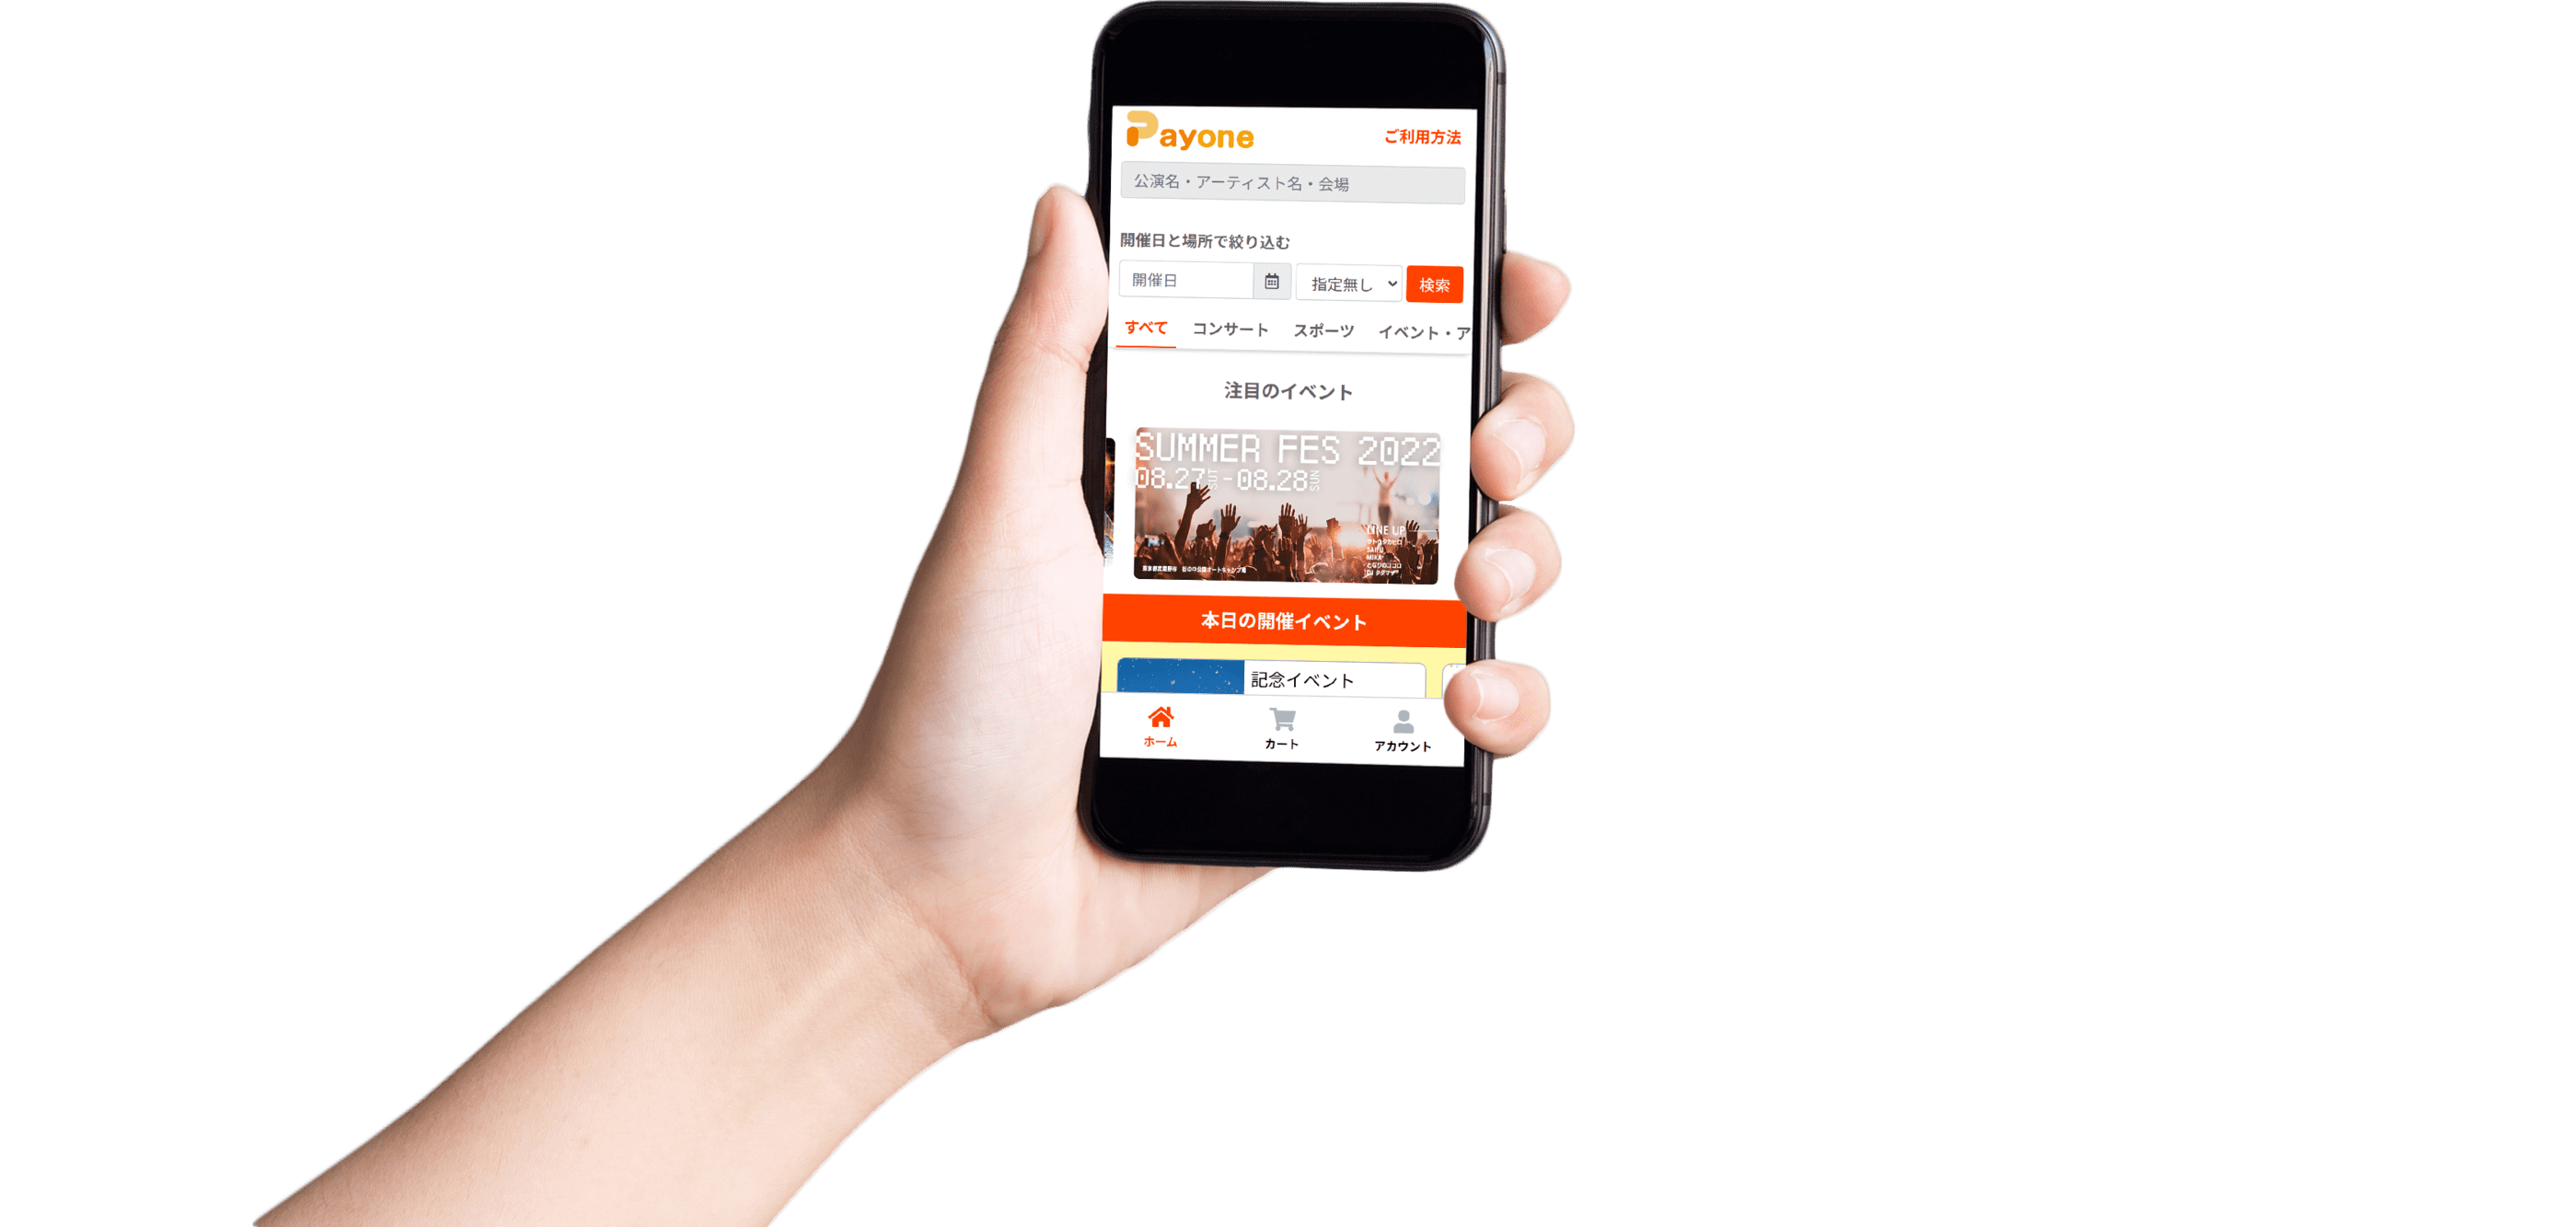 Payone
ご利用方法
公演名・アーティスト名・会場
開催日と場所で絞り込む
開催日 指定無し 検索
すべて コンサート スポーツ イベント・ア
注目のイベント
SUMMER FES 2022
08.27 - 08.28 SUN
LINE UP
本日の開催イベント
記念イベント
ホーム カート アカウント